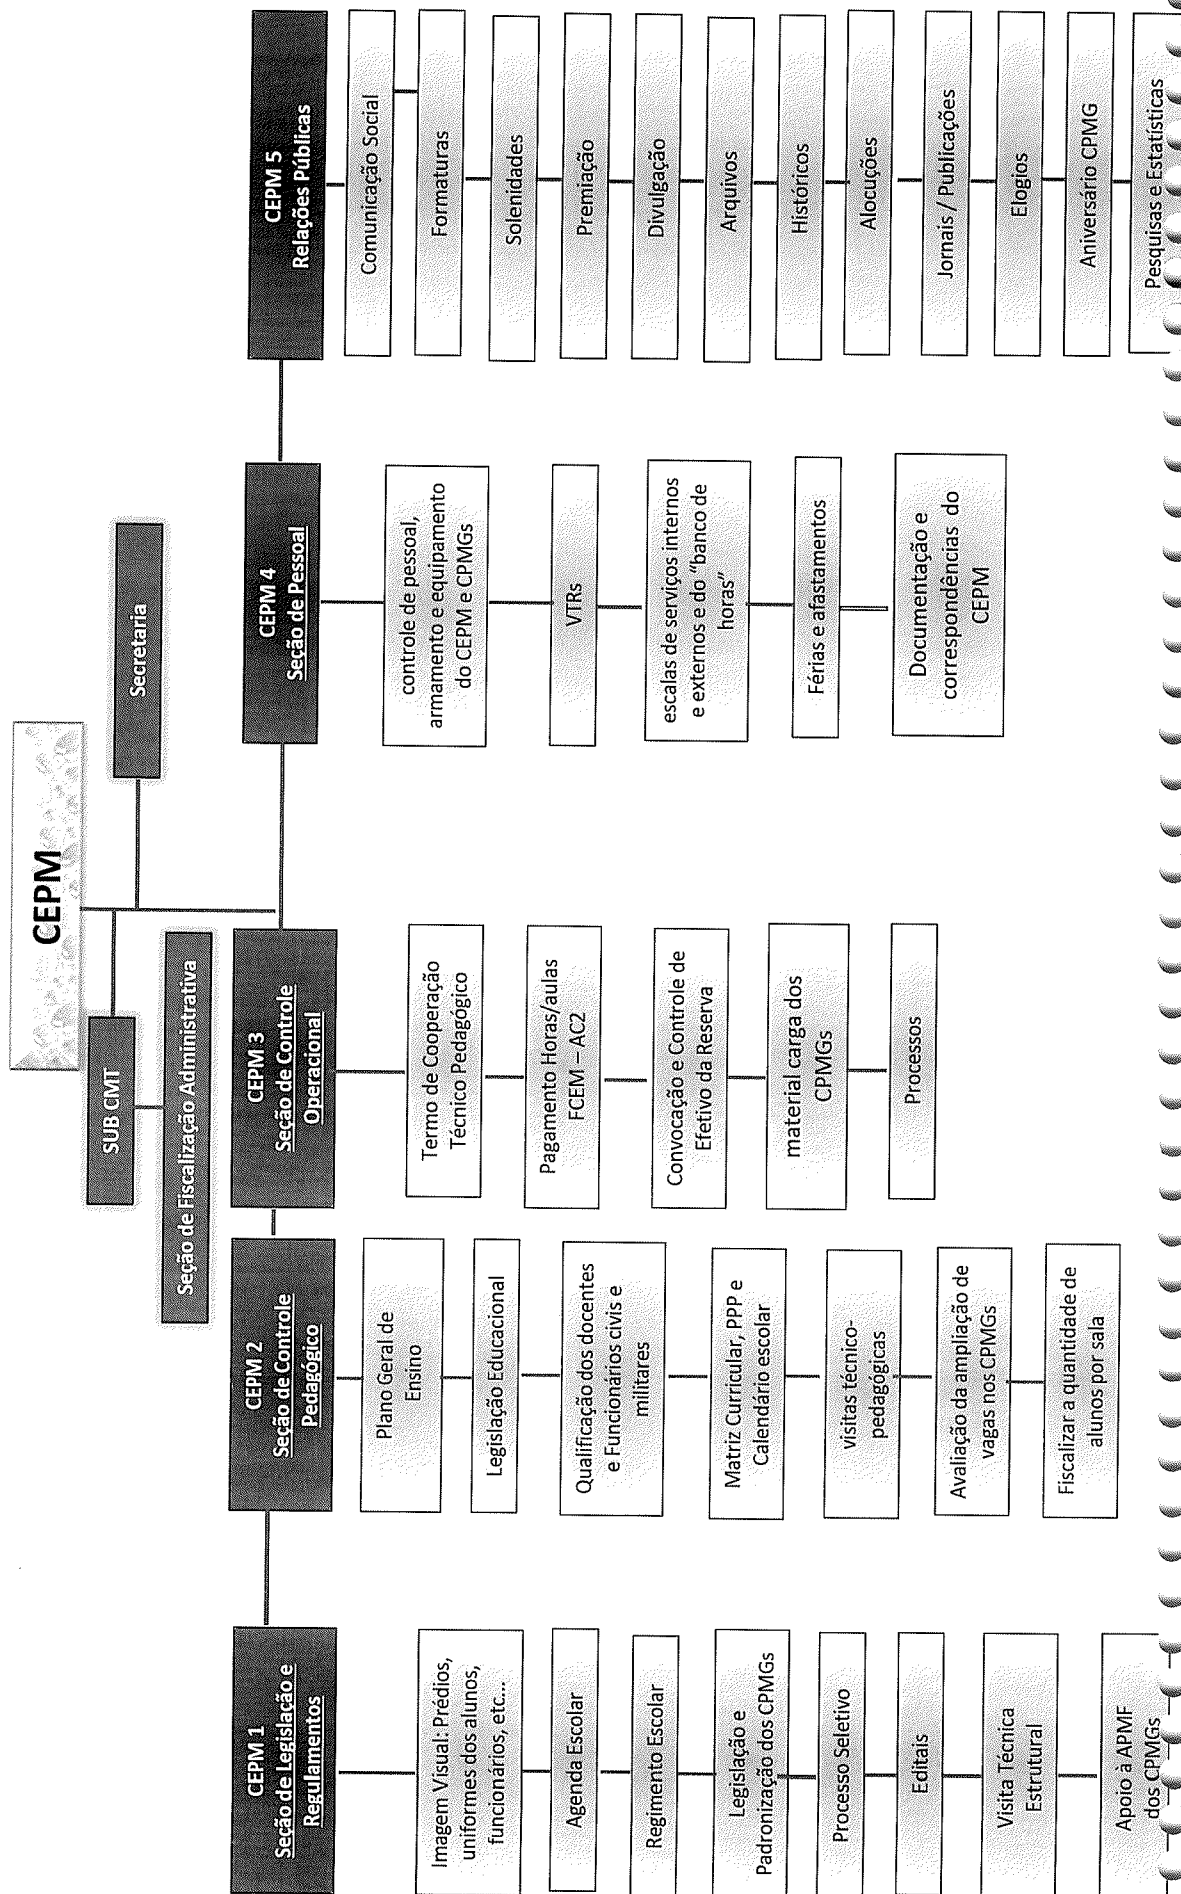 CEPM
SUB CMT
Secretaria
Seção de Fiscalização Administrativa
CEPM 1
Seção de Legislação e
Regulamentos
Imagem Visual: Prédios,
uniformes dos alunos,
funcionários, etc...
Agenda Escolar
Regimento Escolar
Legislação e
Padronização dos CPMGs
Processo Seletivo
Editais
Visita Técnica
Estrutural
Apoio à APMF
dos CPMGs
CEPM 2
Seção de Controle
Pedagógico
Plano Geral de
Ensino
Legislação Educacional
Qualificação dos docentes
e Funcionários civis e
militares
Matriz Curricular, PPP e
Calendário escolar
visitas técnico-
pedagógicas
Avaliação da ampliação de
vagas nos CPMGs
Fiscalizar a quantidade de
alunos por sala
CEPM 3
Seção de Controle
Operacional
Termo de Cooperação
Técnico Pedagógico
Pagamento Horas/aulas
FCEM – AC2
Convocação e Controle de
Efetivo da Reserva
material carga dos
CPMGs
Processos
CEPM 4
Seção de Pessoal
controle de pessoal,
armamento e equipamento
do CEPM e CPMGs
VTRs
escalas de serviços internos
e externos e do "banco de
horas"
Férias e afastamentos
Documentação e
correspondências do
CEPM
CEPM 5
Relações Públicas
Comunicação Social
Formaturas
Solenidades
Premiação
Divulgação
Arquivos
Históricos
Alocuções
Jornais / Publicações
Elogios
Aniversário CPMG
Pesquisas e Estatísticas